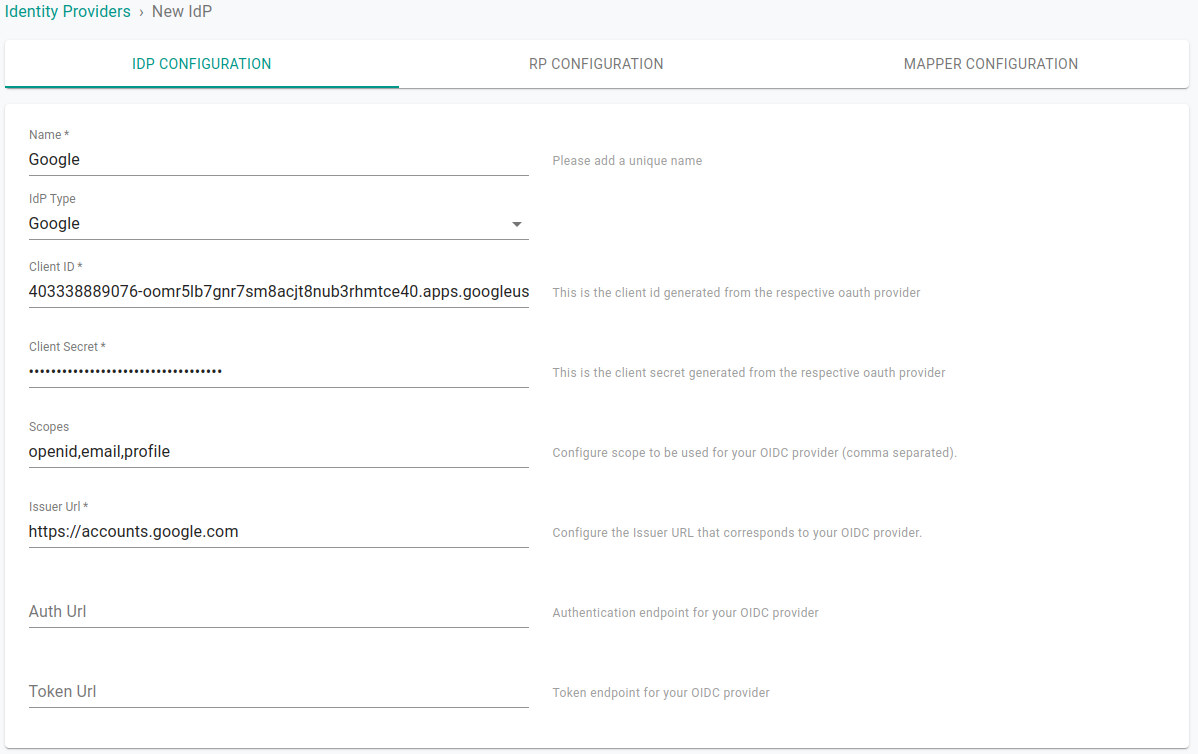 Identity Providers › New IdP
IDP CONFIGURATION RP CONFIGURATION MAPPER CONFIGURATION
Name *
Google Please add a unique name
IdP Type
Google
Client ID *
403338889076-oomr5lb7gnr7sm8acjt8nub3rhmtce40.apps.googleus This is the client id generated from the respective oauth provider
Client Secret *
•••••••••••••••••••••••••••••••••••
This is the client secret generated from the respective oauth provider
Scopes
openid,email,profile Configure scope to be used for your OIDC provider (comma separated).
Issuer Url *
https://accounts.google.com Configure the Issuer URL that corresponds to your OIDC provider.
Auth Url Authentication endpoint for your OIDC provider
Token Url Token endpoint for your OIDC provider